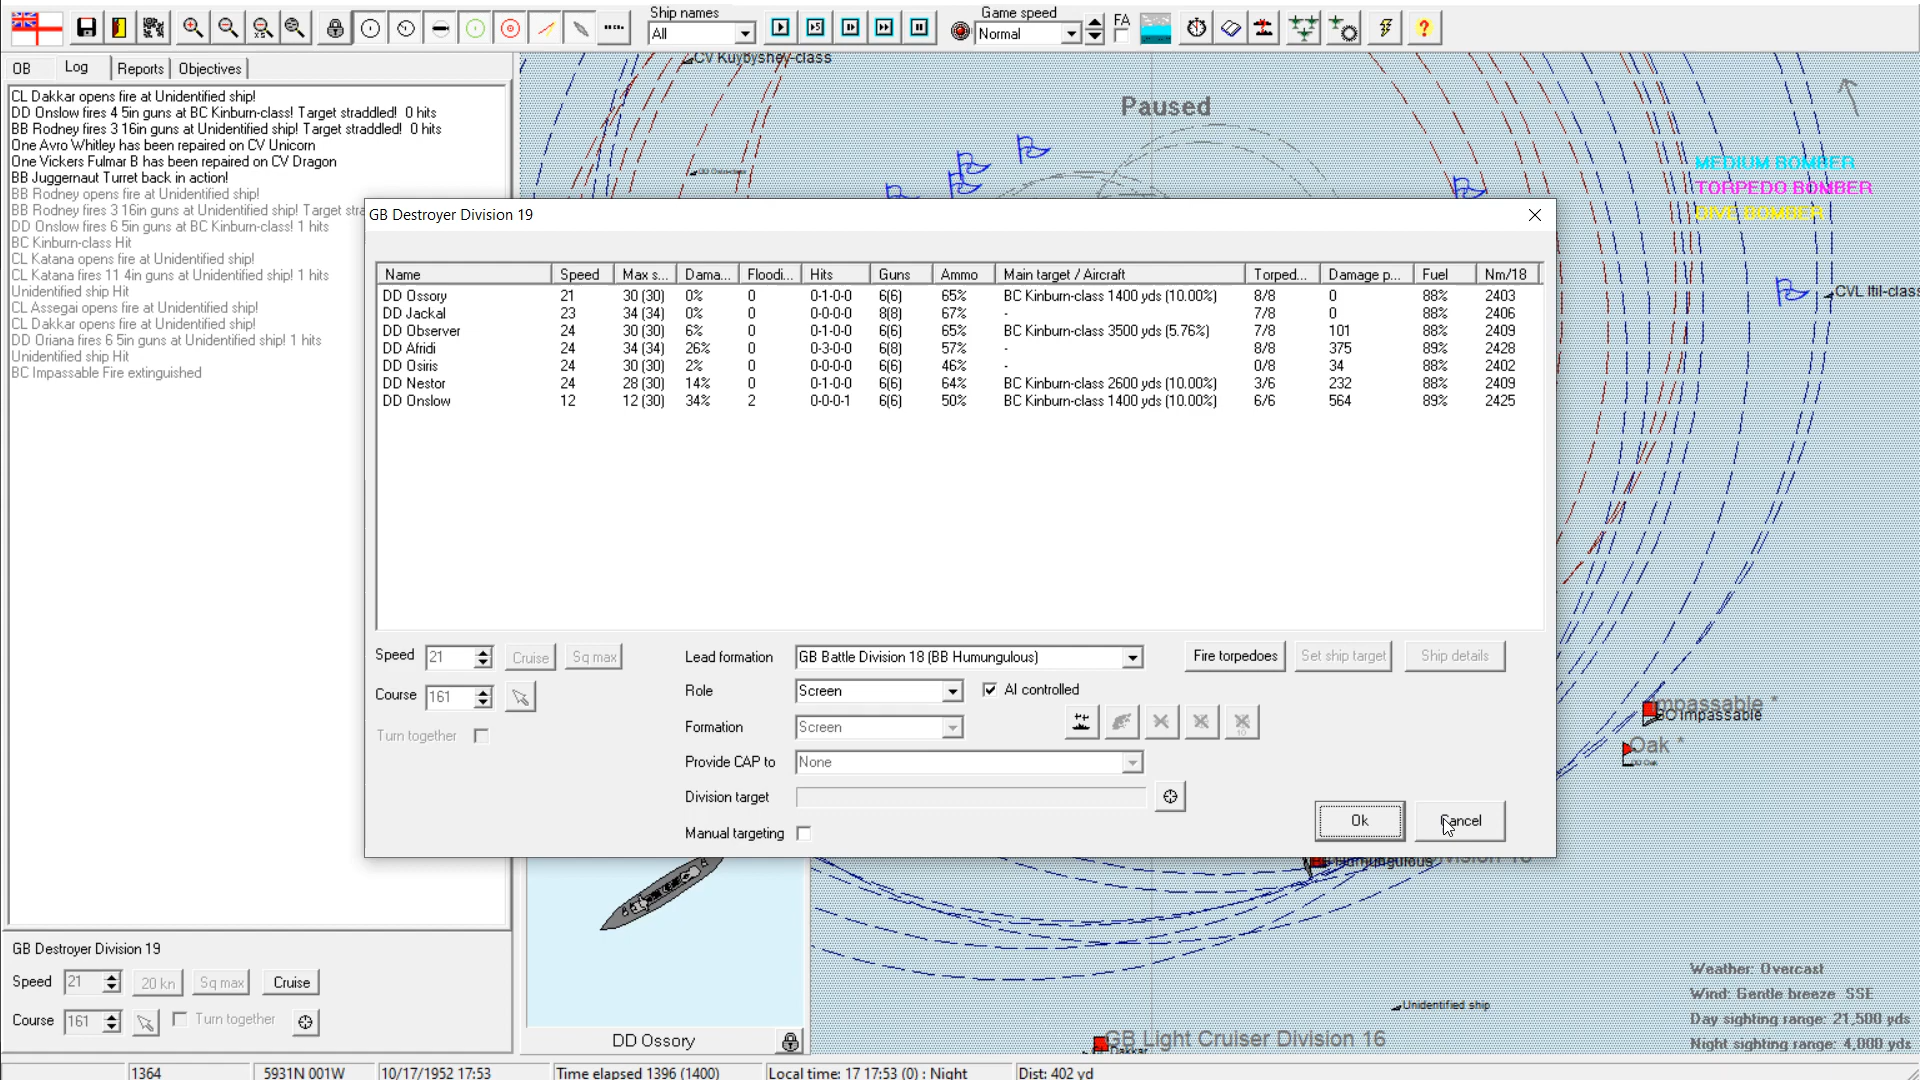 Ship names
All
Game speed
Normal
FA
OB
Log
Reports
Objectives
CL Dakkar opens fire at Unidentified ship!
DD Onslow fires 4 5in guns at BC Kinburn-class! Target straddled!  0 hits
BB Rodney fires 3 16in guns at Unidentified ship! Target straddled!  0 hits
One Avro Whitley has been repaired on CV Unicorn
One Vickers Fulmar B has been repaired on CV Dragon
BB Juggernaut Turret back in action!
BB Rodney opens fire at Unidentified ship!
BB Rodney fires 3 16in guns at Unidentified ship! Target stra
DD Onslow fires 6 5in guns at BC Kinburn-class! 1 hits
BC Kinburn-class Hit
CL Katana opens fire at Unidentified ship!
CL Katana fires 11 4in guns at Unidentified ship! 1 hits
Unidentified ship Hit
CL Assegai opens fire at Unidentified ship!
CL Dakkar opens fire at Unidentified ship!
DD Oriana fires 6 5in guns at Unidentified ship! 1 hits
Unidentified ship Hit
BC Impassable Fire extinguished
CV Kuybyshev-class
Paused
MEDIUM BOMBER
TORPEDO BOMBER
DIVE BOMBER
CVL Itil-class
GB Destroyer Division 19
Name Speed Max s... Dama... Floodi... Hits Guns Ammo Main target / Aircraft Torped... Damage p... Fuel Nm/18
DD Ossory 21 30 (30) 0% 0 0-1-0-0 6(6) 65% BC Kinburn-class 1400 yds (10.00%) 8/8 0 88% 2403
DD Jackal 23 34 (34) 0% 0 0-0-0-0 8(8) 67% - 7/8 0 88% 2406
DD Observer 24 30 (30) 6% 0 0-1-0-0 6(6) 65% BC Kinburn-class 3500 yds (5.76%) 7/8 101 88% 2409
DD Afridi 24 34 (34) 26% 0 0-3-0-0 6(8) 57% - 8/8 375 89% 2428
DD Osiris 24 30 (30) 2% 0 0-0-0-0 6(6) 46% - 0/8 34 88% 2402
DD Nestor 24 28 (30) 14% 0 0-1-0-0 6(6) 64% BC Kinburn-class 2600 yds (10.00%) 3/6 232 88% 2409
DD Onslow 12 12 (30) 34% 2 0-0-0-1 6(6) 50% BC Kinburn-class 1400 yds (10.00%) 6/6 564 89% 2425
Speed 21 Cruise Sq max
Course 161
Turn together
Lead formation GB Battle Division 18 (BB Humungulous)
Role Screen AI controlled
Formation Screen
Provide CAP to None
Division target
Manual targeting
Fire torpedoes Set ship target Ship details
Ok Cancel
Impassable *
BC Impassable
Oak *
DD Oak
BB Humungulous
Unidentified ship
GB Light Cruiser Division 16
CL Dakkar
Weather: Overcast
Wind: Gentle breeze  SSE
Day sighting range: 21,500 yds
Night sighting range: 4,000 yds
GB Destroyer Division 19
Speed 21 20 kn Sq max Cruise
Course 161 Turn together
DD Ossory
1364 5931N 001W 10/17/1952 17:53 Time elapsed 1396 (1400) Local time: 17 17:53 (0) : Night Dist: 402 yd